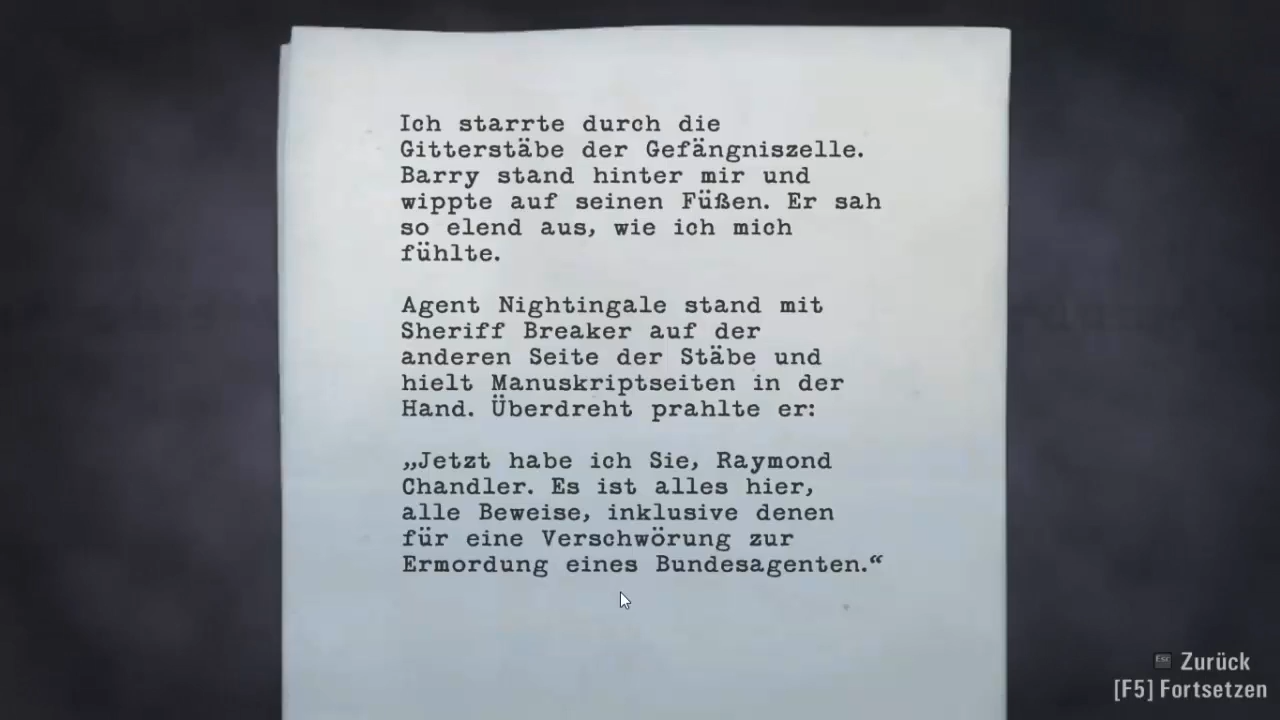 Ich starrte durch die
Gitterstäbe der Gefängniszelle.
Barry stand hinter mir und
wippte auf seinen Füßen. Er sah
so elend aus, wie ich mich
fühlte.
Agent Nightingale stand mit
Sheriff Breaker auf der
anderen Seite der Stäbe und
hielt Manuskriptseiten in der
Hand. Überdreht prahlte er:
„Jetzt habe ich Sie, Raymond
Chandler. Es ist alles hier,
alle Beweise, inklusive denen
für eine Verschwörung zur
Ermordung eines Bundesagenten.“
Esc Zurück
[F5] Fortsetzen